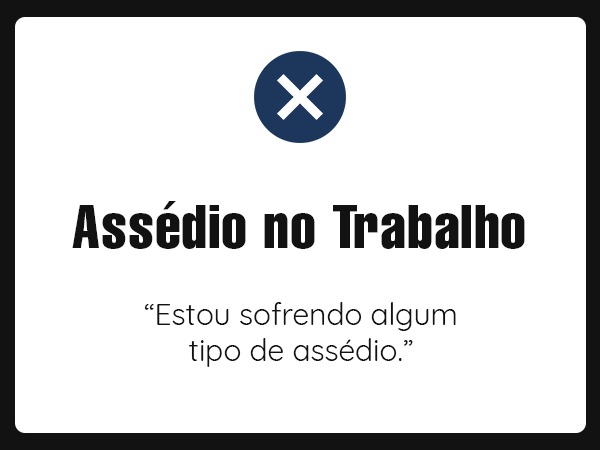 Assédio no Trabalho
“Estou sofrendo algum
tipo de assédio.”